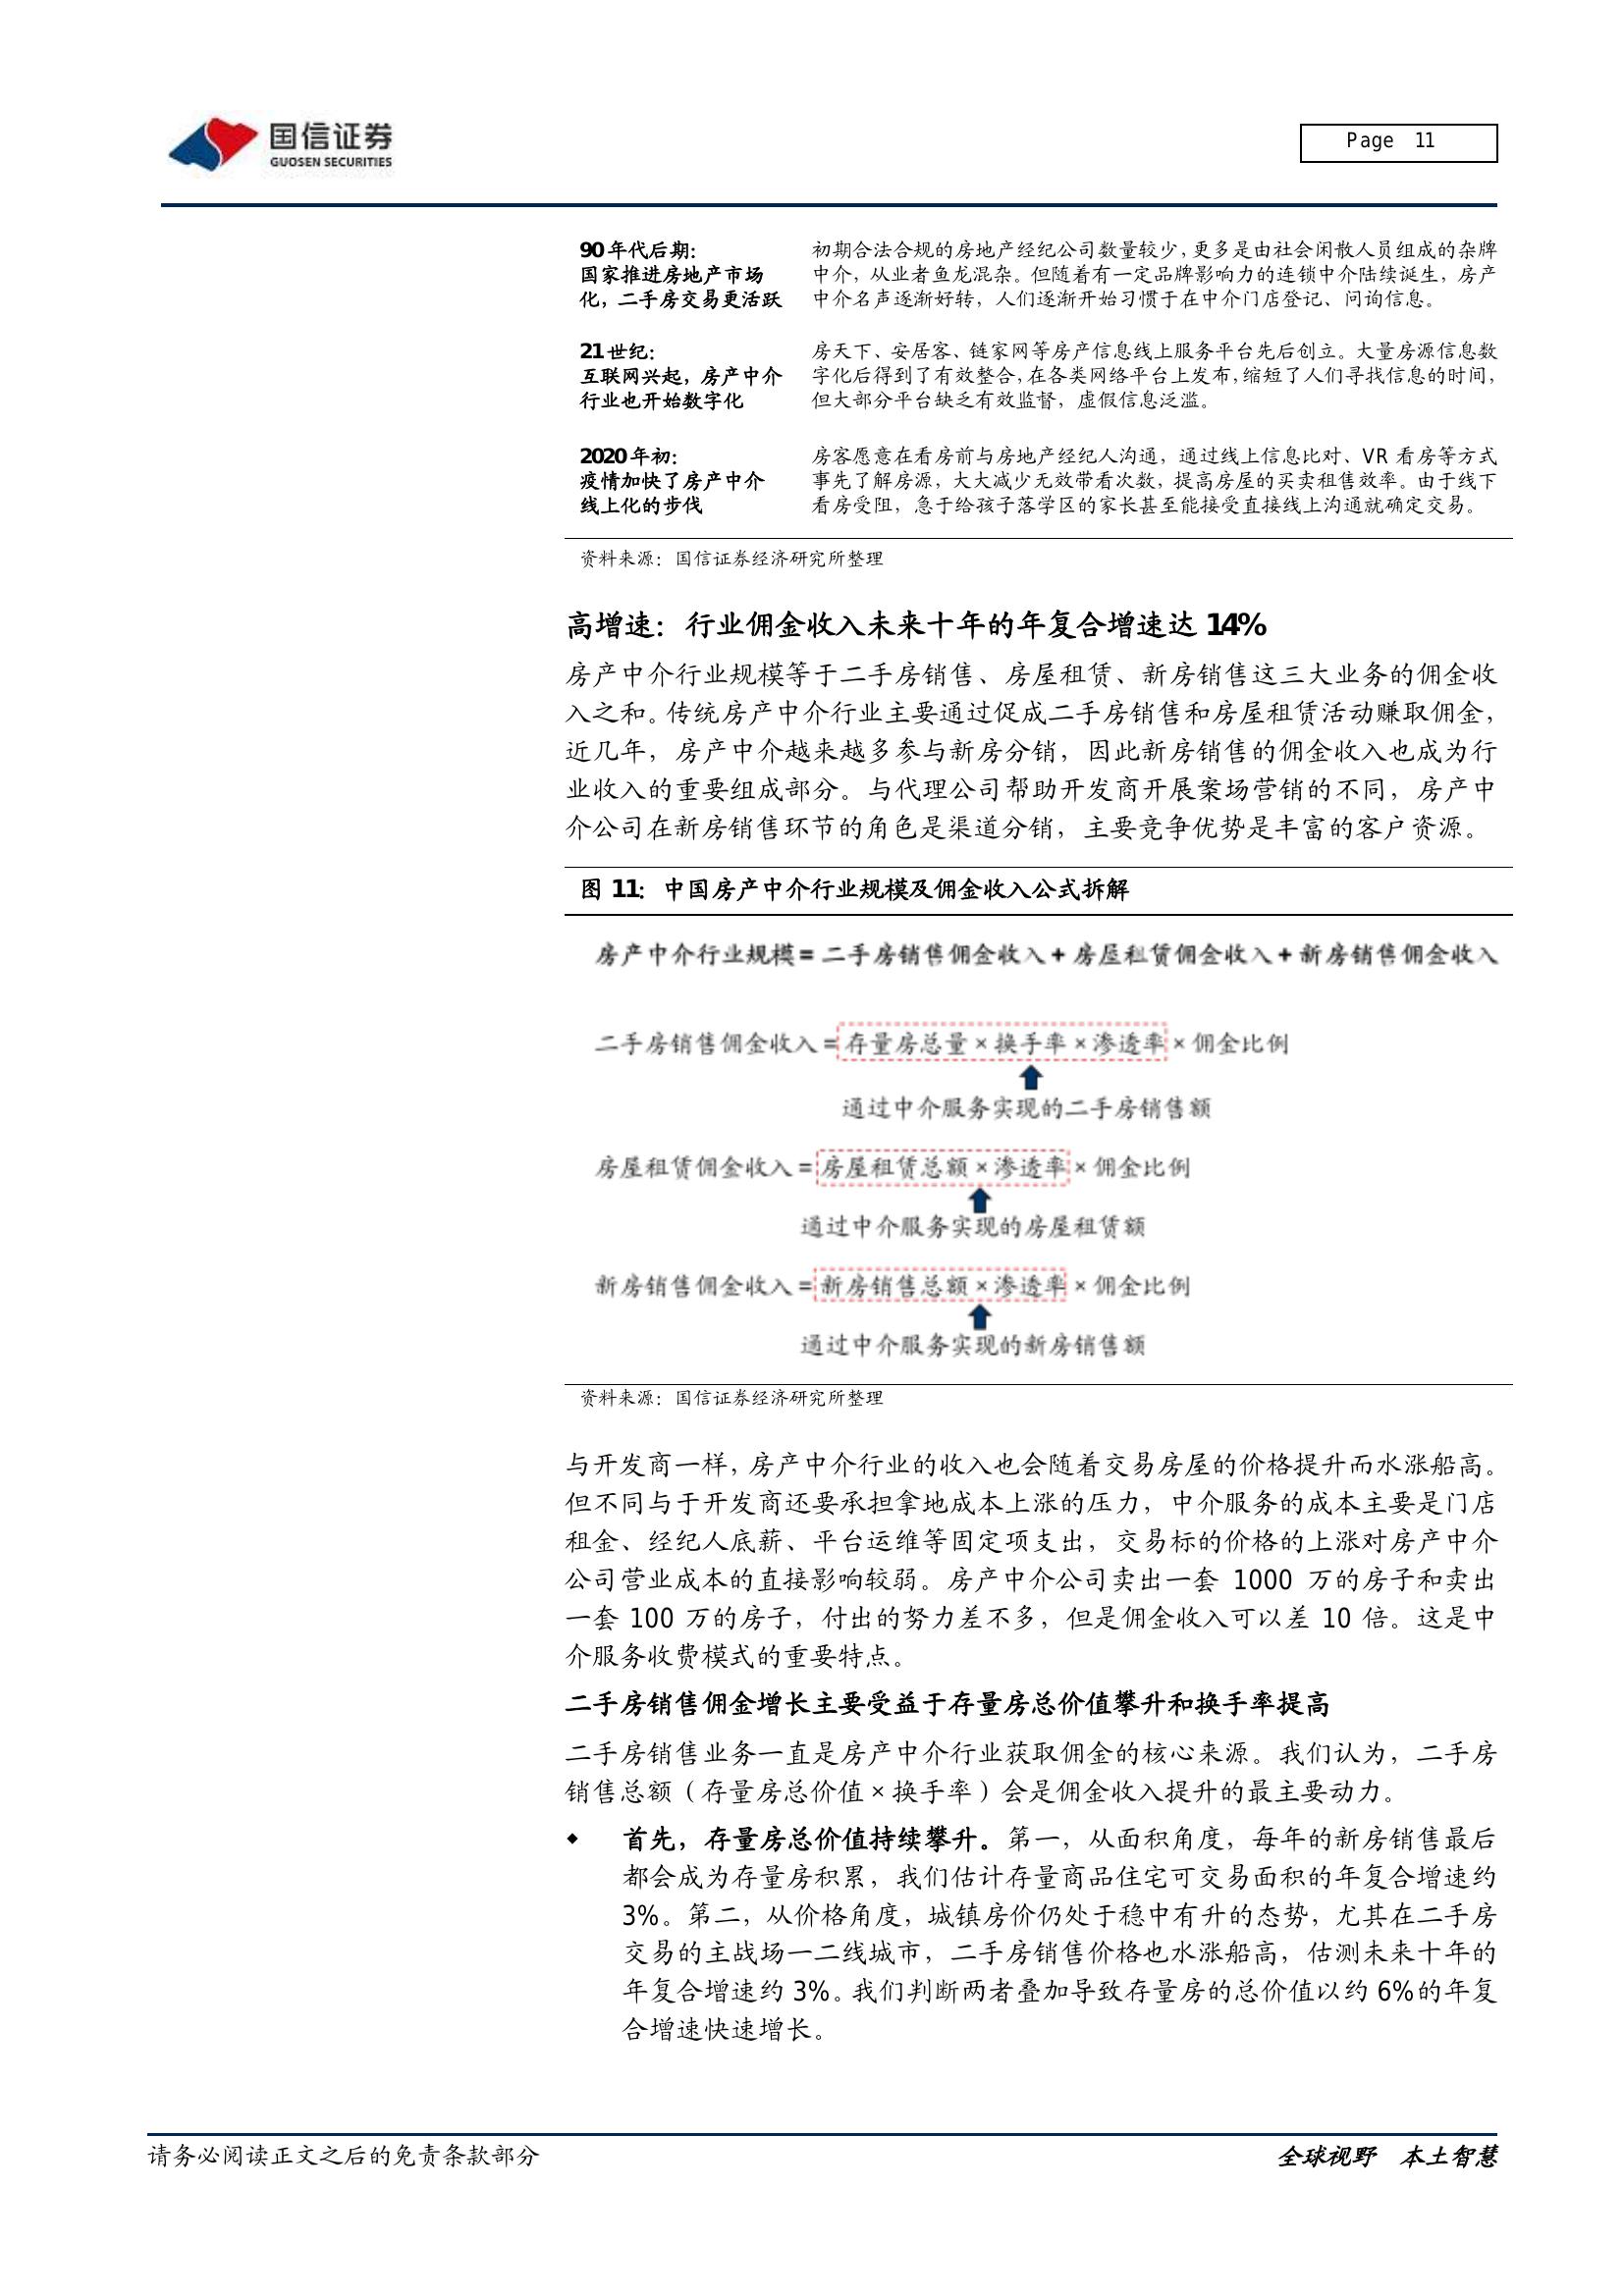 国信证券
GUOSEN SECURITIES
Page 11
90 年代后期：
国家推进房地产市场
化，二手房交易更活跃
初期合法合规的房地产经纪公司数量较少，更多是由社会闲散人员组成的杂牌
中介，从业者鱼龙混杂。但随着有一定品牌影响力的连锁中介陆续诞生，房产
中介名声逐渐好转，人们逐渐开始习惯于在中介门店登记、问询信息。
21 世纪：
互联网兴起，房产中介
行业也开始数字化
房天下、安居客、链家网等房产信息线上服务平台先后创立。大量房源信息数
字化后得到了有效整合，在各类网络平台上发布，缩短了人们寻找信息的时间，
但大部分平台缺乏有效监督，虚假信息泛滥。
2020 年初：
疫情加快了房产中介
线上化的步伐
房客愿意在看房前与房地产经纪人沟通，通过线上信息比对、VR 看房等方式
事先了解房源，大大减少无效带看次数，提高房屋的买卖租售效率。由于线下
看房受阻，急于给孩子落学区的家长甚至能接受直接线上沟通就确定交易。
资料来源：国信证券经济研究所整理
高增速：行业佣金收入未来十年的年复合增速达 14%
房产中介行业规模等于二手房销售、房屋租赁、新房销售这三大业务的佣金收
入之和。传统房产中介行业主要通过促成二手房销售和房屋租赁活动赚取佣金，
近几年，房产中介越来越多参与新房分销，因此新房销售的佣金收入也成为行
业收入的重要组成部分。与代理公司帮助开发商开展案场营销的不同，房产中
介公司在新房销售环节的角色是渠道分销，主要竞争优势是丰富的客户资源。
图 11：中国房产中介行业规模及佣金收入公式拆解
房产中介行业规模= 二手房销售佣金收入+ 房屋租赁佣金收入+ 新房销售佣金收入
二手房销售佣金收入=存量房总量×换手率×渗透率×佣金比例
通过中介服务实现的二手房销售额
房屋租赁佣金收入=房屋租赁总额×渗透率×佣金比例
通过中介服务实现的房屋租赁额
新房销售佣金收入=新房销售总额×渗透率×佣金比例
通过中介服务实现的新房销售额
资料来源：国信证券经济研究所整理
与开发商一样，房产中介行业的收入也会随着交易房屋的价格提升而水涨船高。
但不同与于开发商还要承担拿地成本上涨的压力，中介服务的成本主要是门店
租金、经纪人底薪、平台运维等固定项支出，交易标的价格的上涨对房产中介
公司营业成本的直接影响较弱。房产中介公司卖出一套 1000 万的房子和卖出
一套 100 万的房子，付出的努力差不多，但是佣金收入可以差 10 倍。这是中
介服务收费模式的重要特点。
二手房销售佣金增长主要受益于存量房总价值攀升和换手率提高
二手房销售业务一直是房产中介行业获取佣金的核心来源。我们认为，二手房
销售总额（存量房总价值×换手率）会是佣金收入提升的最主要动力。
◆ 首先，存量房总价值持续攀升。第一，从面积角度，每年的新房销售最后
都会成为存量房积累，我们估计存量商品住宅可交易面积的年复合增速约
3%。第二，从价格角度，城镇房价仍处于稳中有升的态势，尤其在二手房
交易的主战场一二线城市，二手房销售价格也水涨船高，估测未来十年的
年复合增速约 3%。我们判断两者叠加导致存量房的总价值以约 6%的年复
合增速快速增长。
请务必阅读正文之后的免责条款部分
全球视野 本土智慧